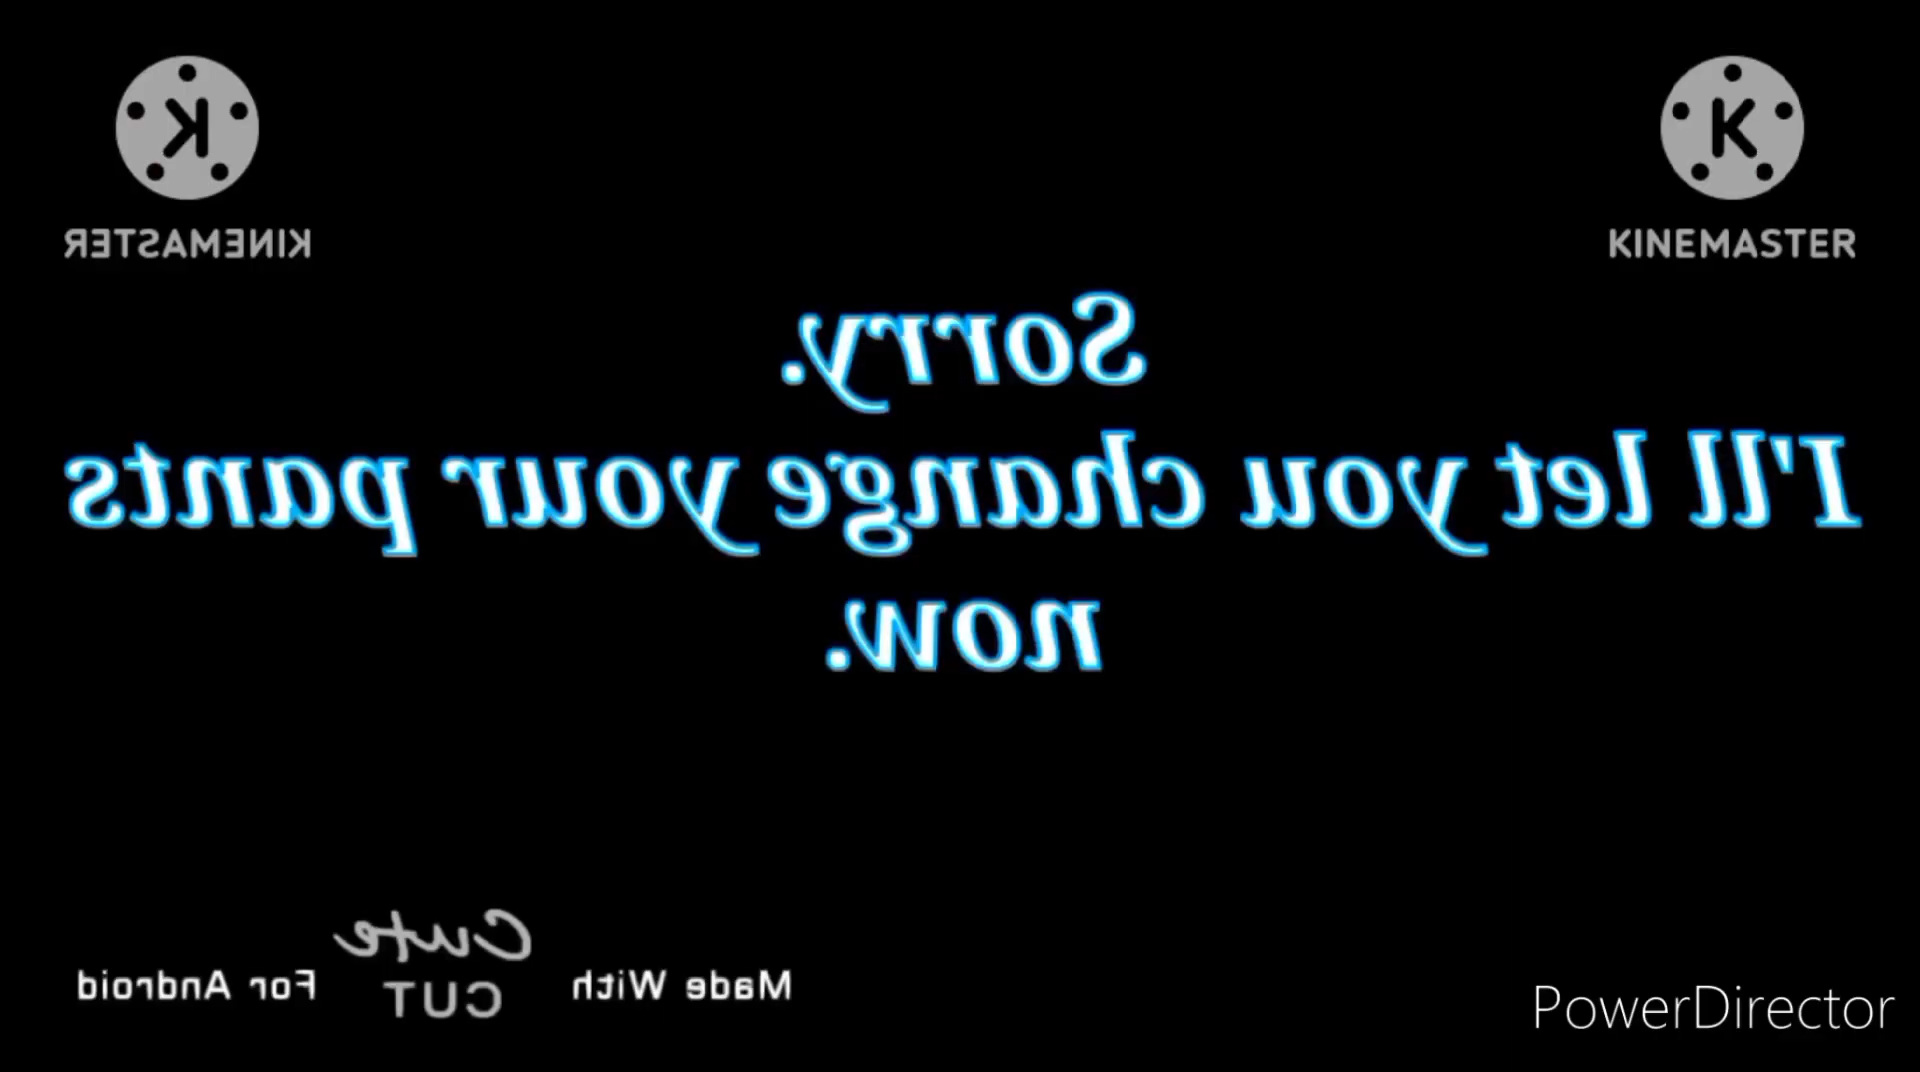 K
KINEMASTER
K
KINEMASTER
Sorry.
I'll let you change your pants
now.
Made With Cute CUT For Android
PowerDirector